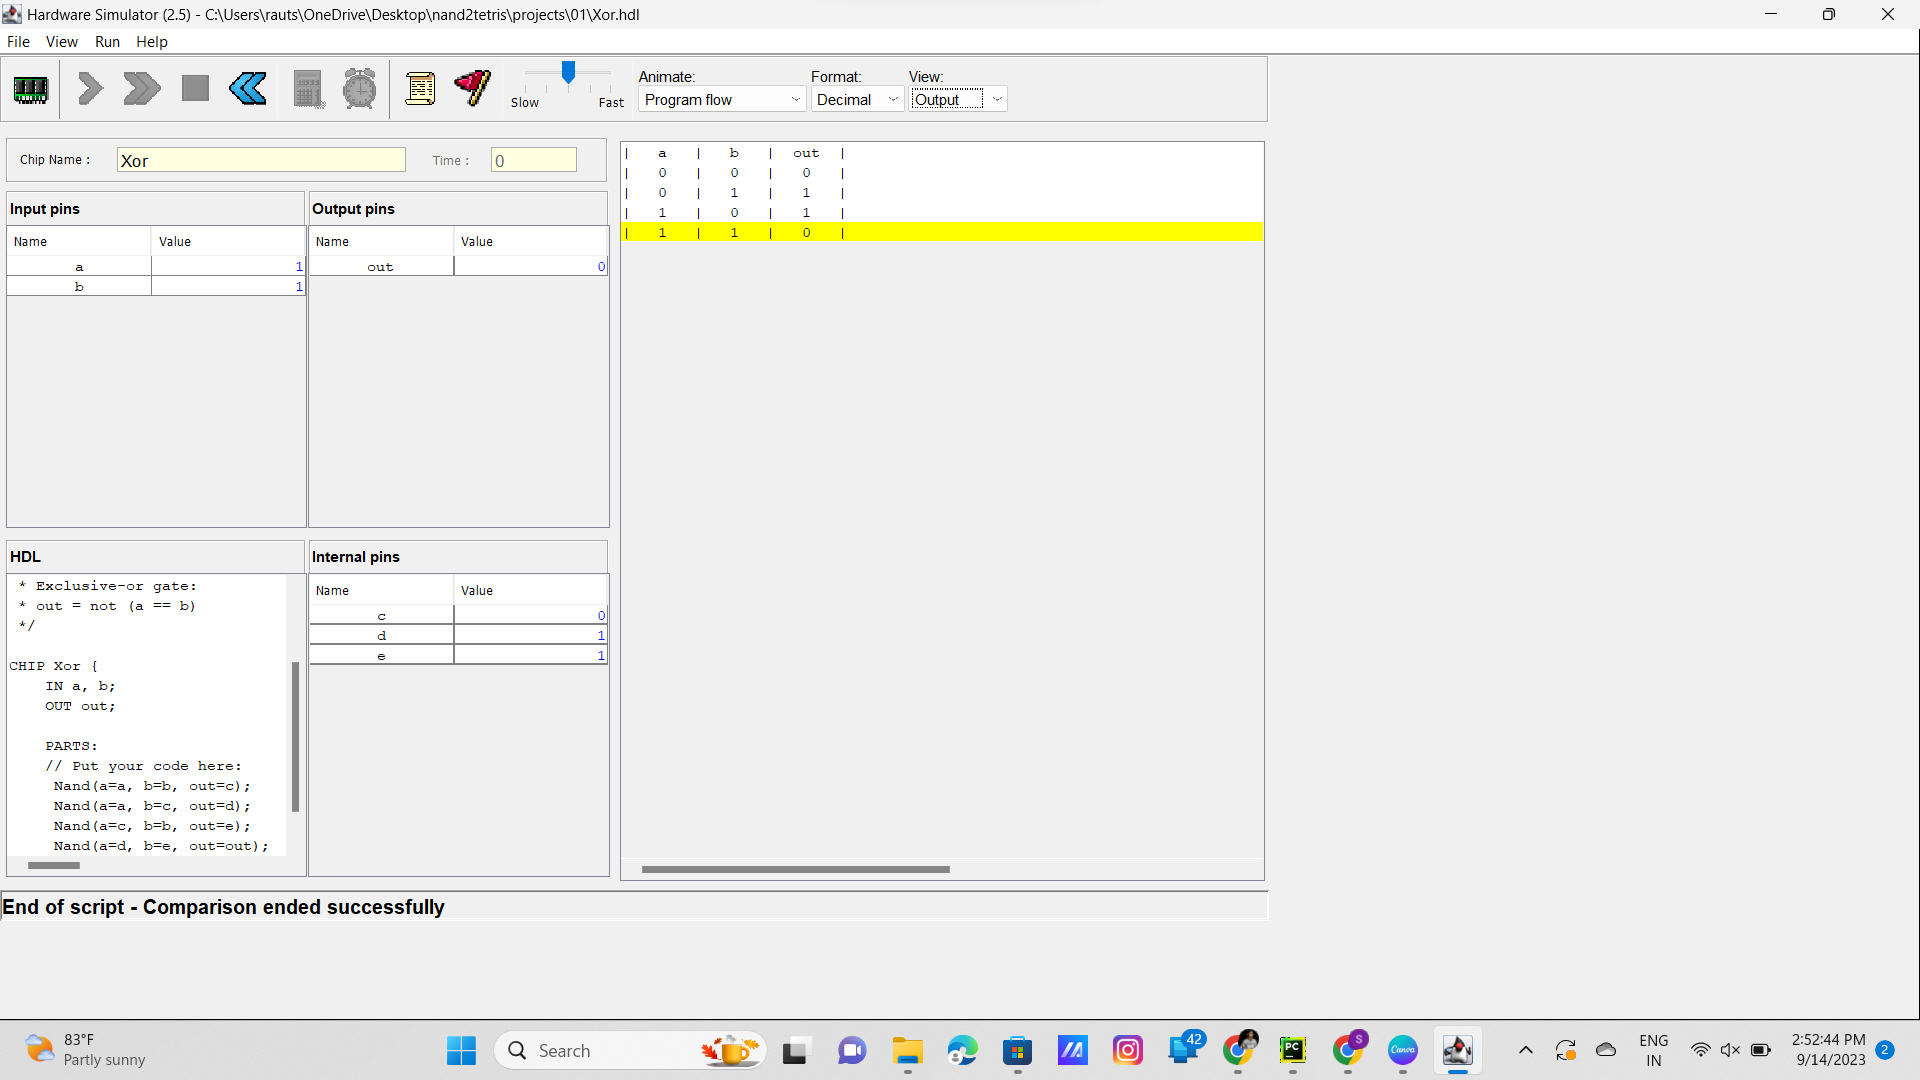 Hardware Simulator (2.5) - C:\Users\rauts\OneDrive\Desktop\nand2tetris\projects\01\Xor.hdl
File View Run Help
Slow Fast
Animate: Format: View:
Program flow Decimal Output
Chip Name : Xor Time : 0
Input pins
Name Value
a 1
b 1
Output pins
Name Value
out 0
| a | b | out |
| 0 | 0 | 0 |
| 0 | 1 | 1 |
| 1 | 0 | 1 |
| 1 | 1 | 0 |
HDL
* Exclusive-or gate:
* out = not (a == b)
*/
CHIP Xor {
IN a, b;
OUT out;
PARTS:
// Put your code here:
Nand(a=a, b=b, out=c);
Nand(a=a, b=c, out=d);
Nand(a=c, b=b, out=e);
Nand(a=d, b=e, out=out);
Internal pins
Name Value
c 0
d 1
e 1
End of script - Comparison ended successfully
83°F
Partly sunny
Search
42
PC
S
Canva
ENG
IN
2:52:44 PM
9/14/2023
2